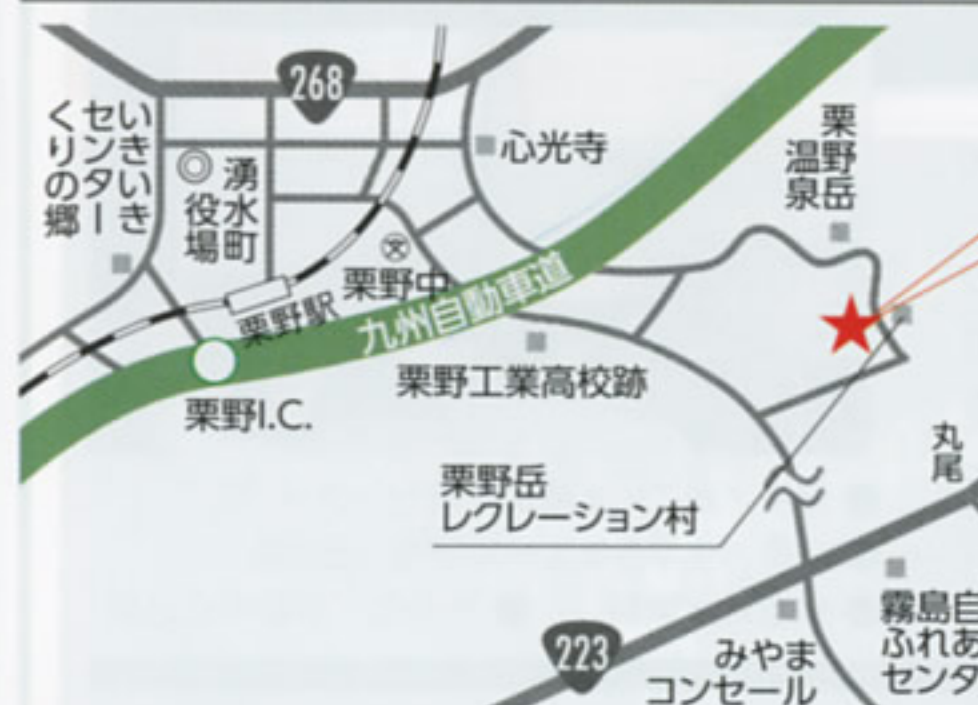 268
いきいき
センター
くりの郷
湧水町
役場
心光寺
栗野岳
温泉
栗野中
栗野駅
九州自動車道
栗野I.C.
栗野工業高校跡
栗野岳
レクレーション村
丸尾
223
みやま
コンセール
霧島自
ふれあ
センタ